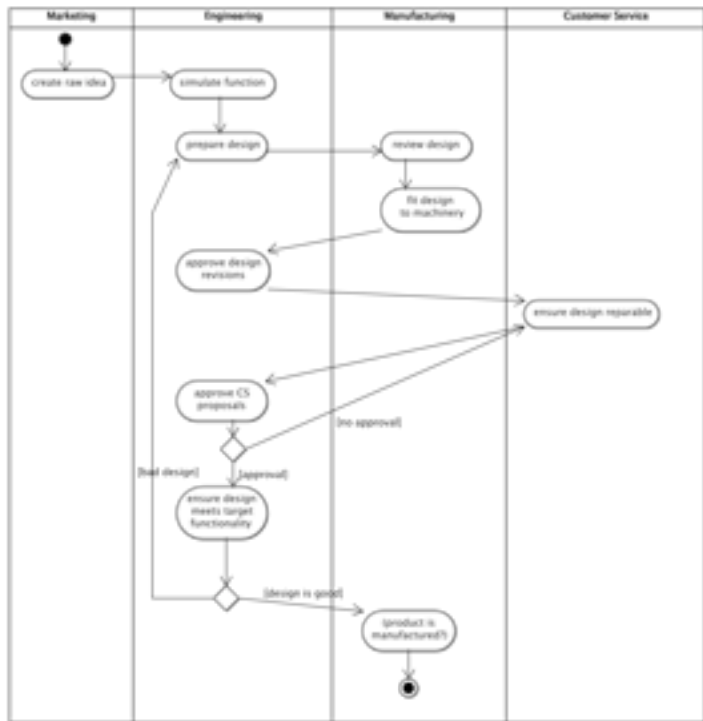 Marketing
Engineering
Manufacturing
Customer Service
create raw idea
simulate function
prepare design
review design
fit design
to machinery
approve design
revisions
ensure design reparable
approve CS
proposals
[no approval]
[bad design]
[approval]
ensure design
meets target
functionality
[design is good]
(product is
manufactured?)